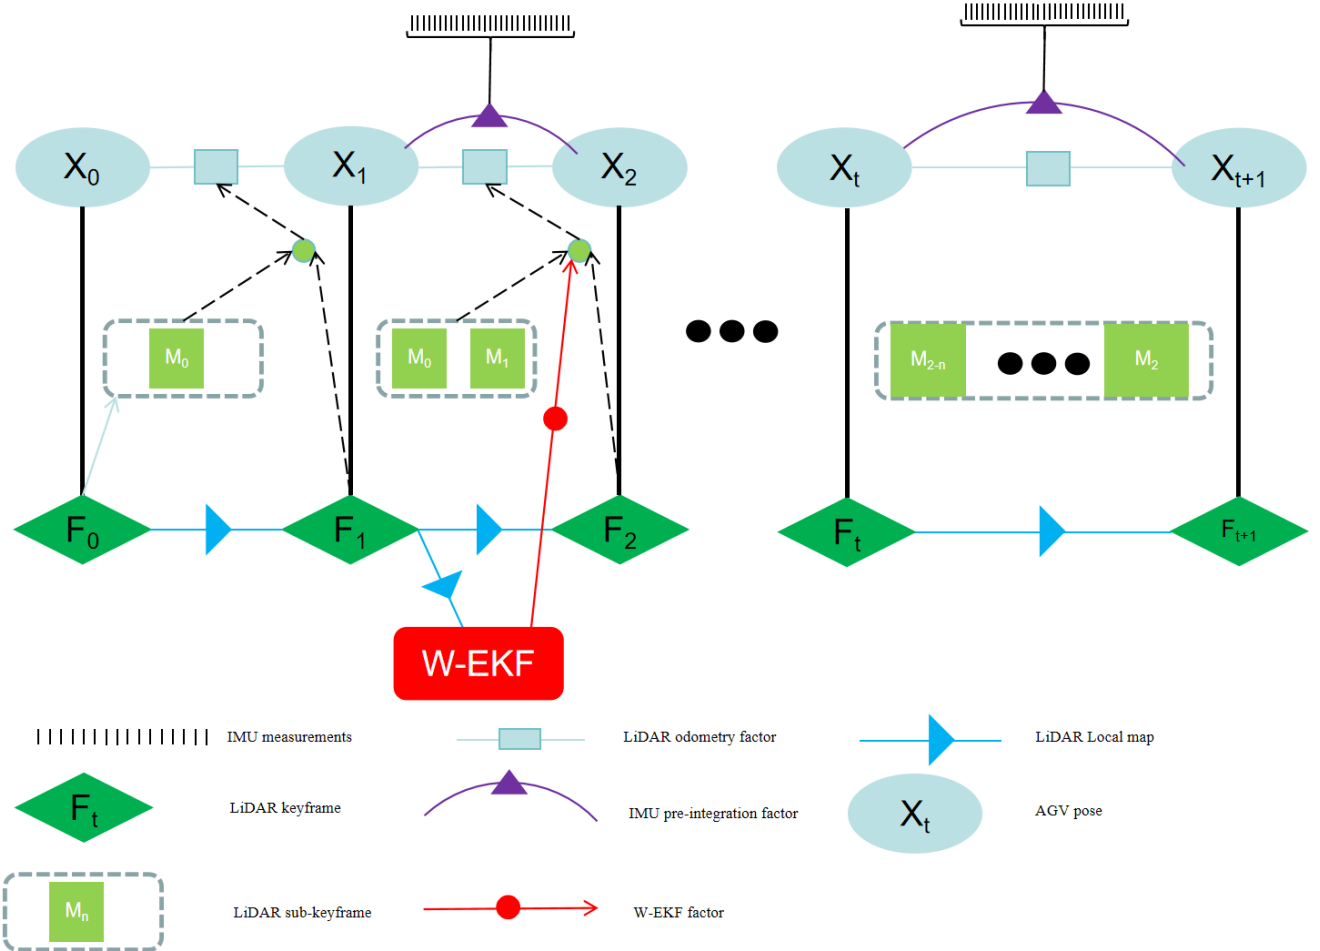 X0 X1 X2 Xt Xt+1
M0 M0 M1 M2-n M2
F0 F1 F2 Ft Ft+1
W-EKF
IMU measurements LiDAR odometry factor LiDAR Local map
Ft LiDAR keyframe IMU pre-integration factor Xt AGV pose
Mn LiDAR sub-keyframe W-EKF factor